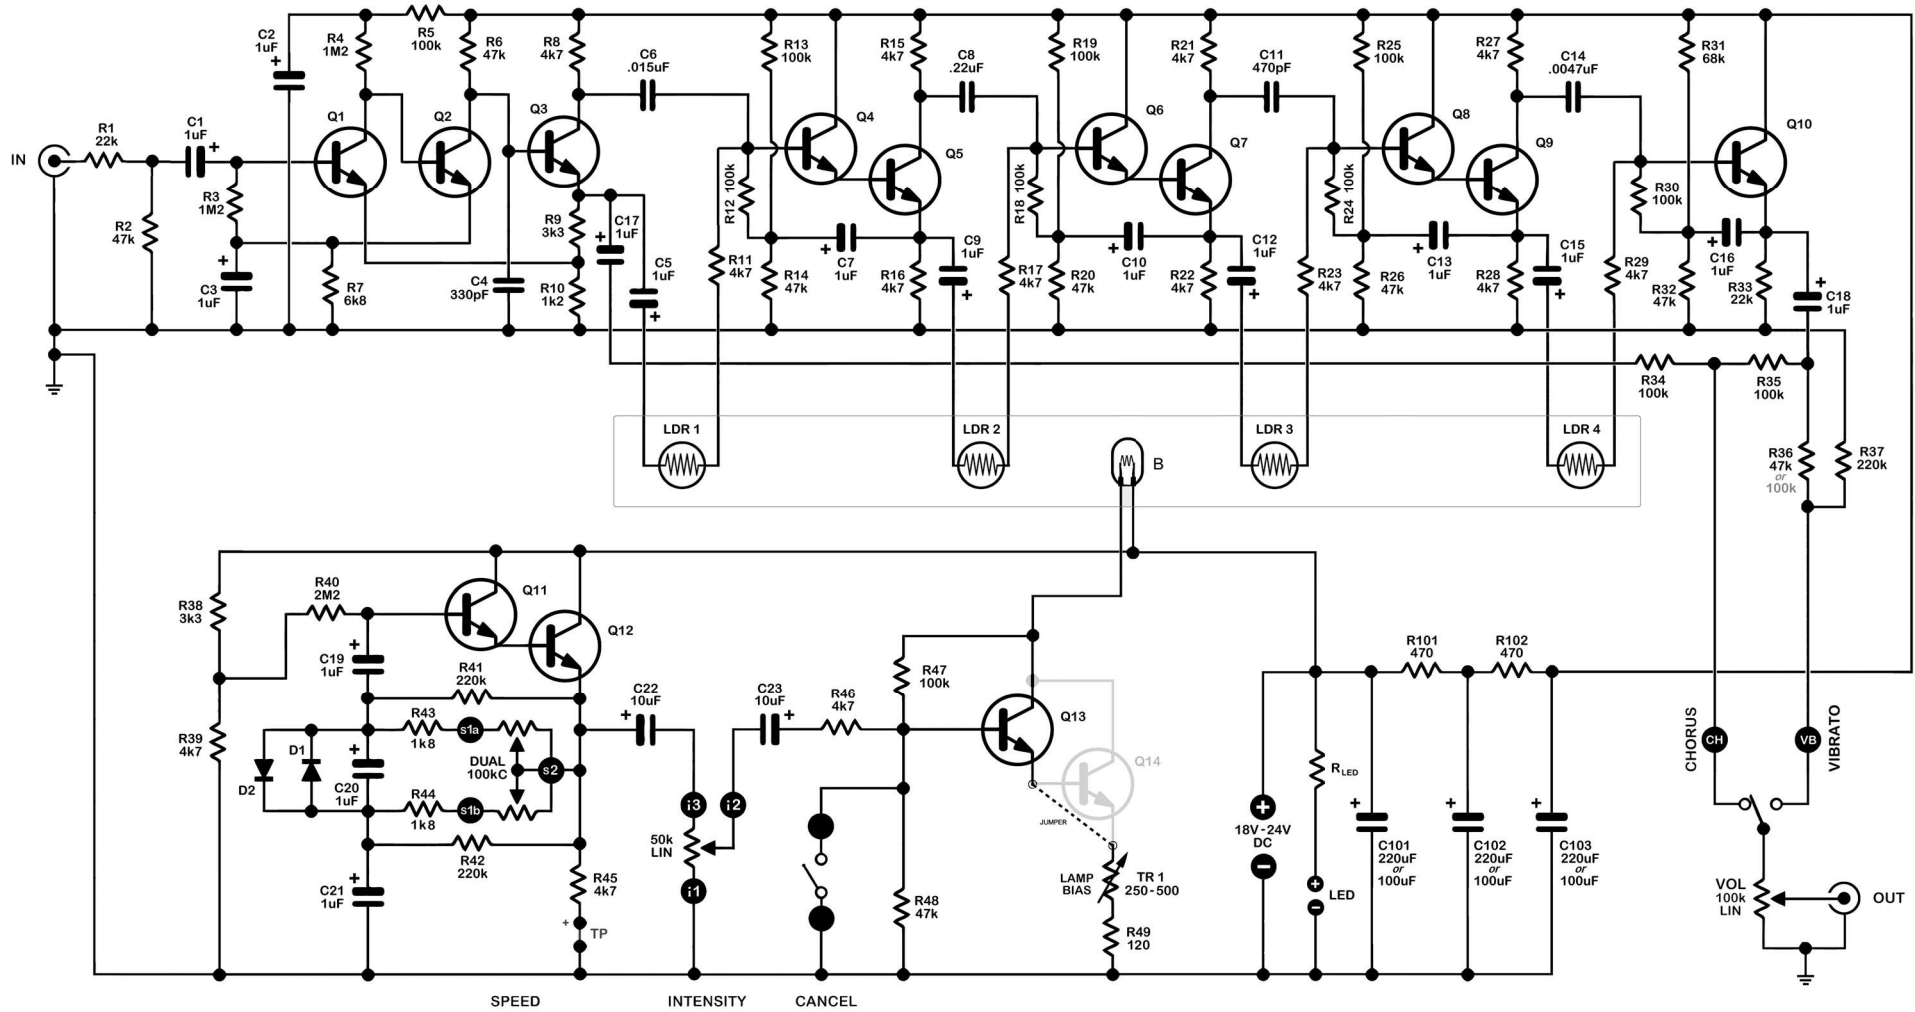 IN
R1
22k
R2
47k
C1
1uF
+
R3
1M2
+
C3
1uF
C2
1uF
+
R4
1M2
R5
100k
R6
47k
Q1
Q2
R7
6k8
C4
330pF
R8
4k7
Q3
R9
3k3
R10
1k2
C17
1uF
+
C5
1uF
+
C6
.015uF
R11
4k7
R12 100k
R13
100k
R14
47k
Q4
C7
1uF
+
R15
4k7
Q5
R16
4k7
C8
.22uF
C9
1uF
+
R17
4k7
R18 100k
R19
100k
R20
47k
Q6
C10
1uF
+
R21
4k7
Q7
R22
4k7
C11
470pF
C12
1uF
+
R23
4k7
R24 100k
R25
100k
R26
47k
Q8
C13
1uF
+
R27
4k7
Q9
R28
4k7
C14
.0047uF
C15
1uF
+
R29
4k7
R30
100k
R31
68k
R32
47k
Q10
C16
1uF
+
R33
22k
C18
1uF
+
R34
100k
R35
100k
R36
47k
or
100k
R37
220k
LDR 1
LDR 2
B
LDR 3
LDR 4
R38
3k3
R39
4k7
R40
2M2
Q11
Q12
C19
1uF
+
R41
220k
R43
1k8
s1a
D1
D2
C20
1uF
+
DUAL
100kC
s2
R44
1k8
s1b
R42
220k
C21
1uF
+
R45
4k7
+
TP
C22
10uF
+
i3
i2
50k
LIN
i1
C23
10uF
+
R46
4k7
R47
100k
R48
47k
Q13
Q14
JUMPER
LAMP
BIAS
TR 1
250-500
R49
120
+
18V-24V
DC
−
RLED
+
−
LED
R101
470
R102
470
+
C101
220uF
or
100uF
+
C102
220uF
or
100uF
+
C103
220uF
or
100uF
CHORUS
CH
VB
VIBRATO
VOL
100k
LIN
OUT
SPEED
INTENSITY
CANCEL